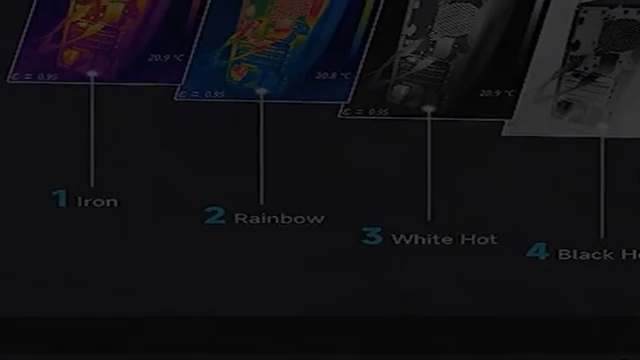 20.9 °C
ε = 0.95
20.8 °C
ε = 0.95
20.9 °C
ε = 0.95
1 Iron
2 Rainbow
3 White Hot
4 Black H